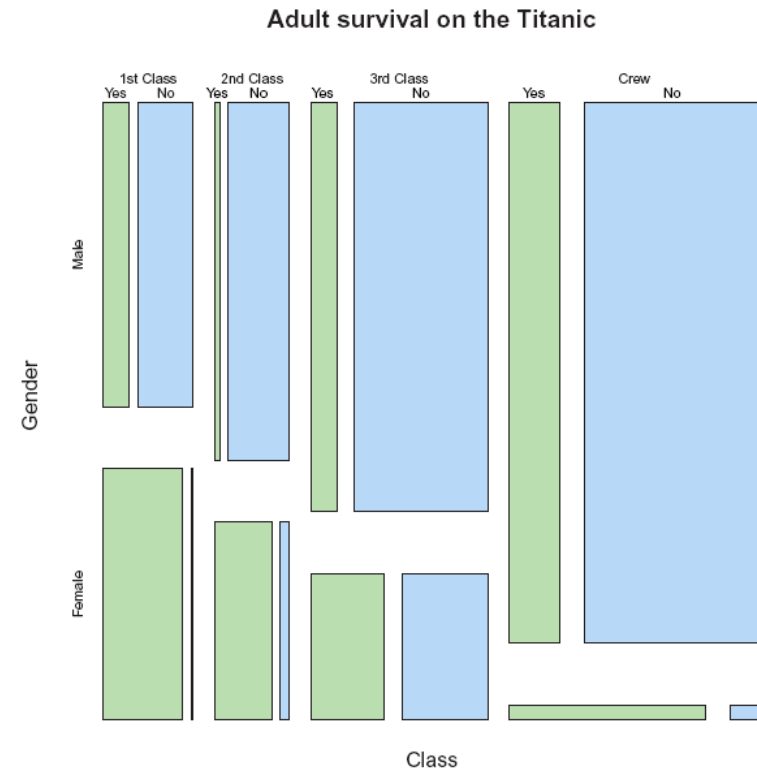 Adult survival on the Titanic
1st Class 2nd Class 3rd Class Crew
Yes No Yes No Yes No Yes No
Male
Gender
Female
Class